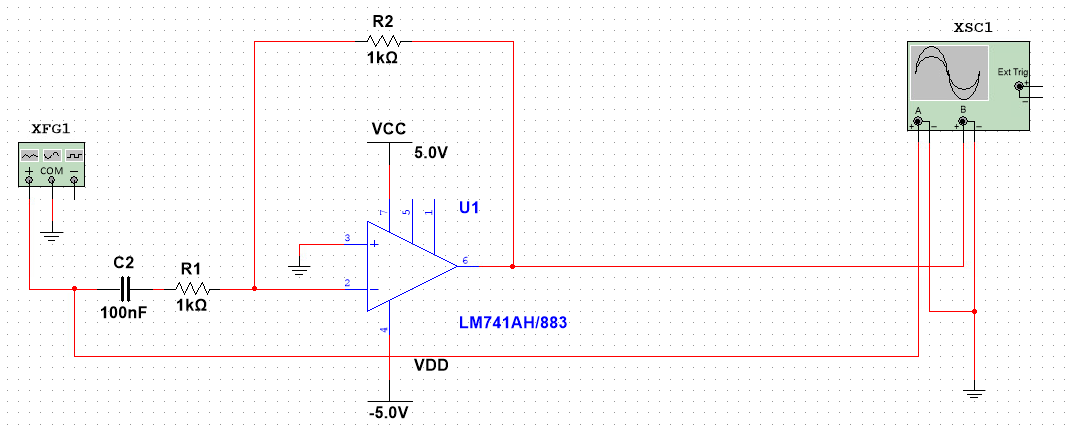 R2
1kΩ
XSC1
Ext Trig
+
−
A
B
+ − + −
XFG1
+ COM −
VCC
5.0V
7
5
1
U1
3
+
6
C2
100nF
R1
1kΩ
2
−
LM741AH/883
4
VDD
-5.0V